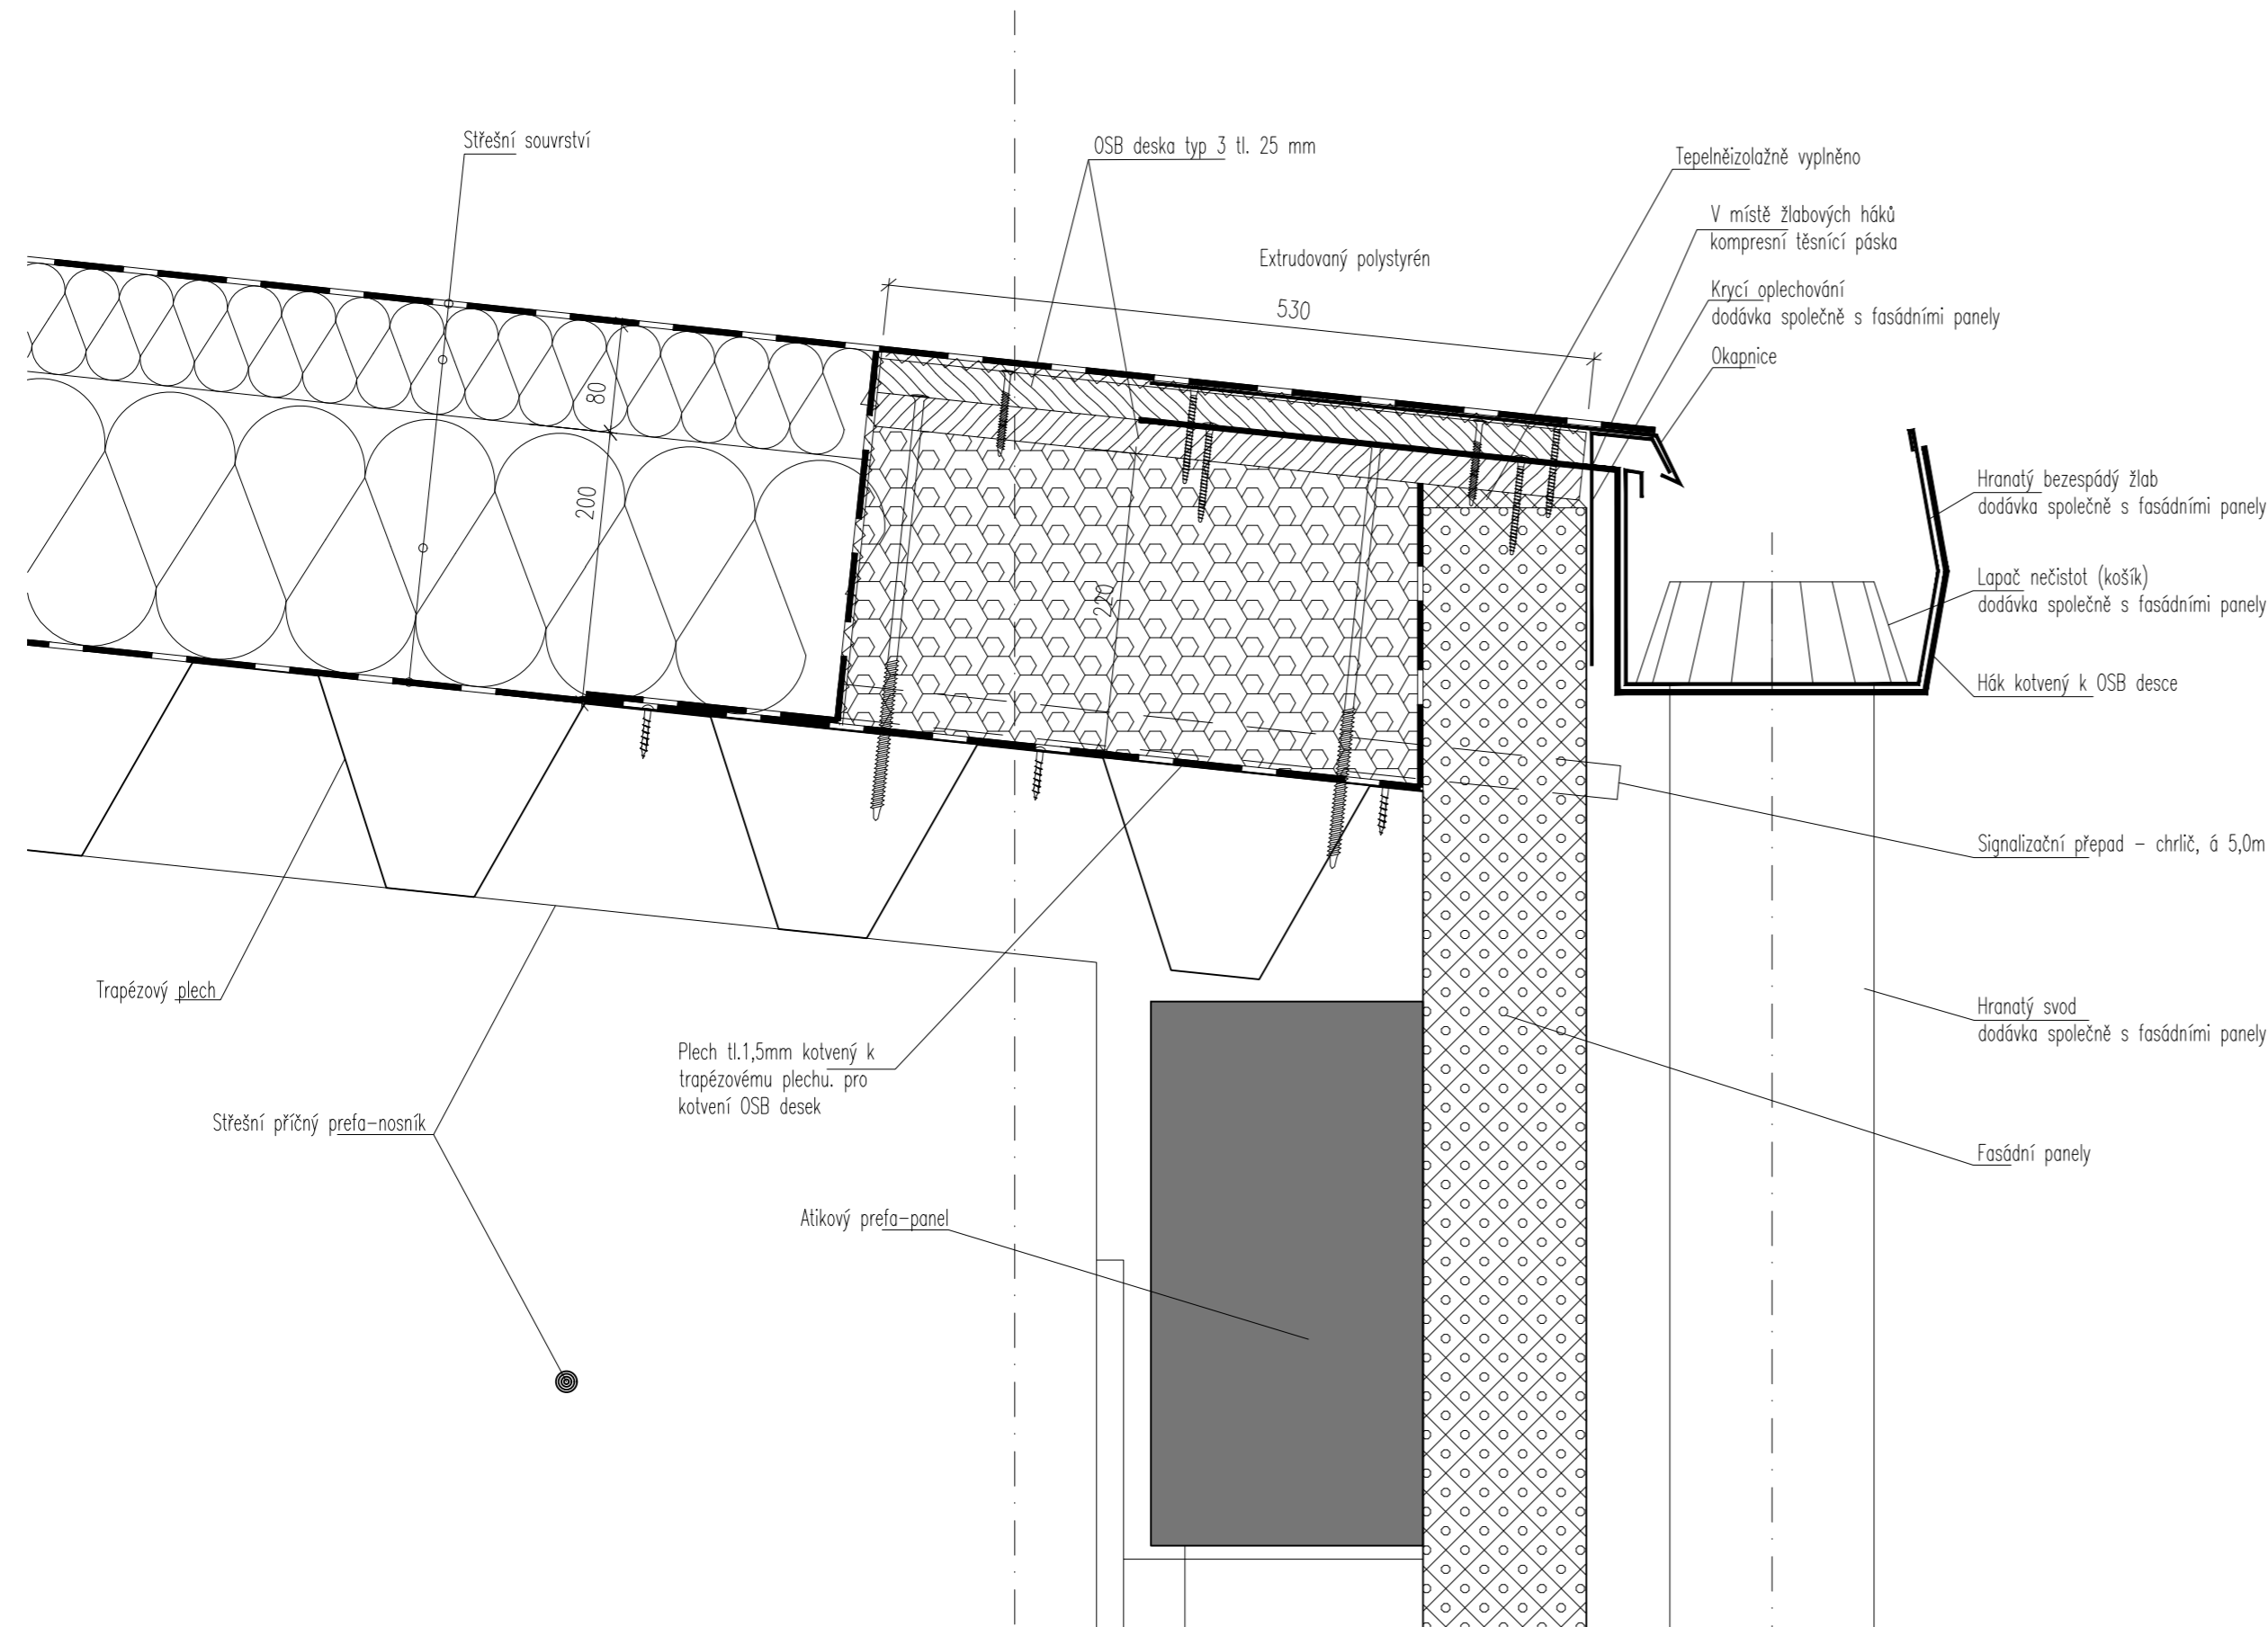 Střešní souvrství
OSB deska typ 3 tl. 25 mm
Tepelněizolažně vyplněno
V místě žlabových háků
kompresní těsnící páska
Extrudovaný polystyrén
Krycí oplechování
dodávka společně s fasádními panely
530
Okapnice
80
200
220
Hranatý bezespádý žlab
dodávka společně s fasádními panely
Lapač nečistot (košík)
dodávka společně s fasádními panely
Hák kotvený k OSB desce
Signalizační přepad – chrlič, á 5,0m
Trapézový plech
Hranatý svod
dodávka společně s fasádními panely
Plech tl.1,5mm kotvený k
trapézovému plechu. pro
kotvení OSB desek
Střešní příčný prefa-nosník
Fasádní panely
Atikový prefa-panel